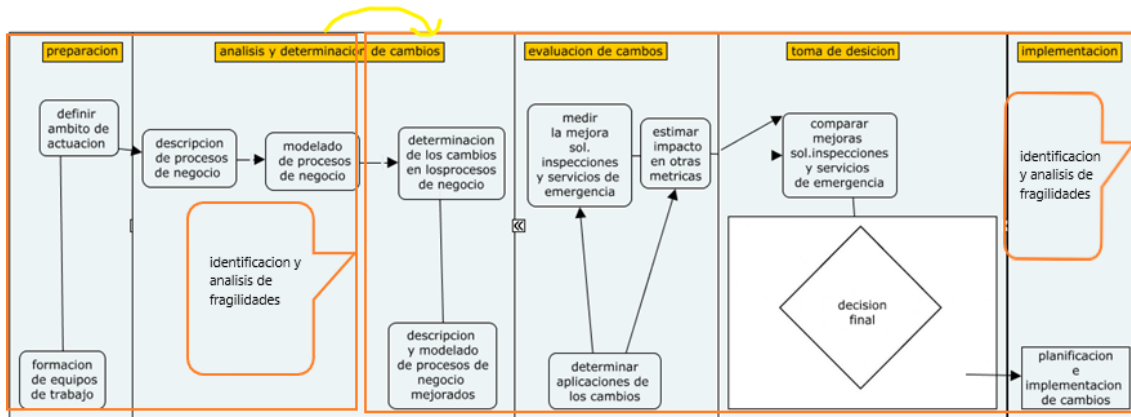 preparacion
analisis y determinacion de cambios
evaluacion de cambos
toma de desicion
implementacion
definir
ambito de
actuacion
descripcion
de procesos
de negocio
modelado
de procesos
de negocio
determinacion
de los cambios
en losprocesos
de negocio
medir
la mejora
sol.
inspecciones
y servicios de
emergencia
estimar
impacto
en otras
metricas
comparar
mejoras
sol.inspecciones
y servicios
de emergencia
identificacion
y analisis de
fragilidades
identificacion y
analisis de
fragilidades
decision
final
formacion
de equipos
de trabajo
descripcion
y modelado
de procesos de
negocio
mejorados
determinar
aplicaciones de
los cambios
planificacion
e
implementacion
de cambios